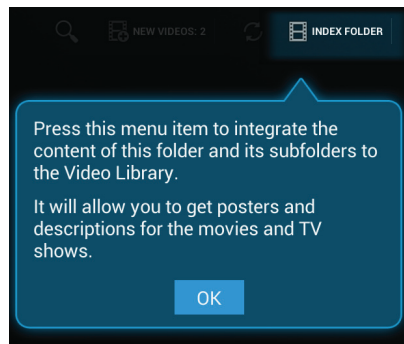 NEW VIDEOS: 2 INDEX FOLDER
Press this menu item to integrate the
content of this folder and its subfolders to
the Video Library.
It will allow you to get posters and
descriptions for the movies and TV
shows.
OK